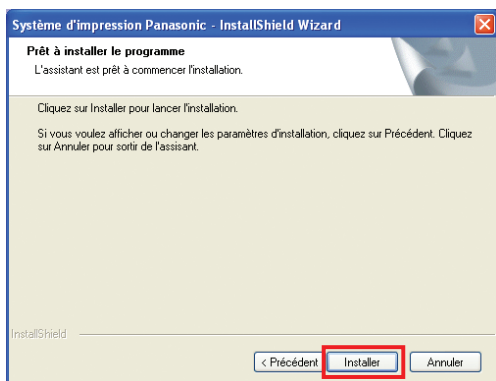 Système d'impression Panasonic - InstallShield Wizard
Prêt à installer le programme
L'assistant est prêt à commencer l'installation.
Cliquez sur Installer pour lancer l'installation.
Si vous voulez afficher ou changer les paramètres d'installation, cliquez sur Précédent. Cliquez
sur Annuler pour sortir de l'assisant.
InstallShield
< Précédent Installer Annuler